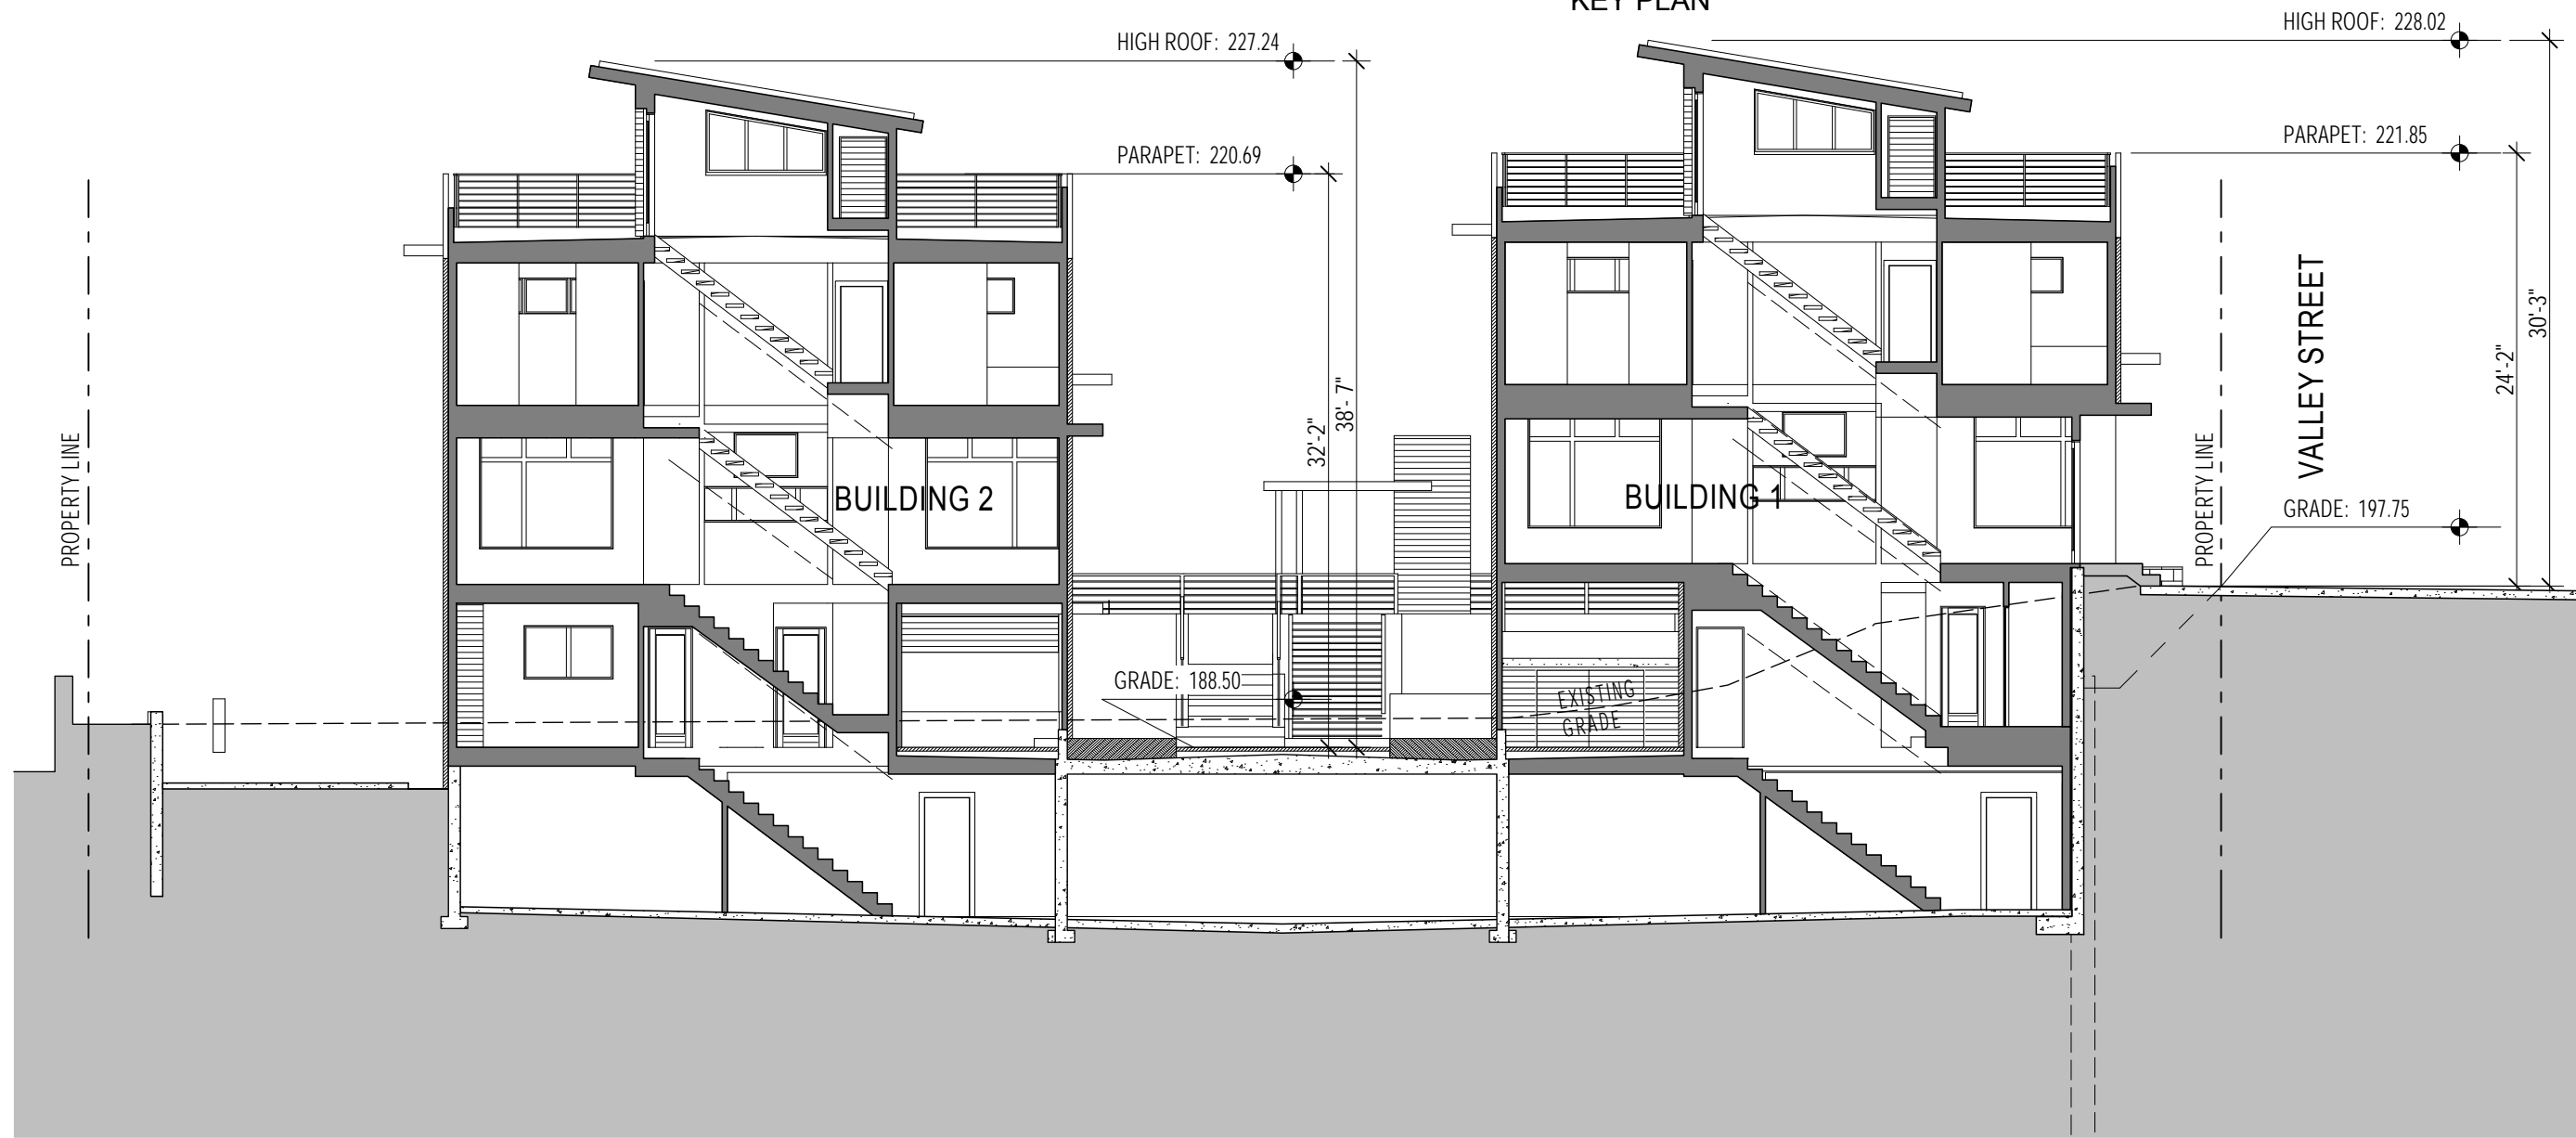 KEY PLAN
HIGH ROOF: 227.24
HIGH ROOF: 228.02
PARAPET: 220.69
PARAPET: 221.85
PROPERTY LINE
BUILDING 2
32'-2"
38'- 7"
GRADE: 188.50
BUILDING 1
EXISTING
GRADE
PROPERTY LINE
VALLEY STREET
GRADE: 197.75
24'-2"
30'-3"